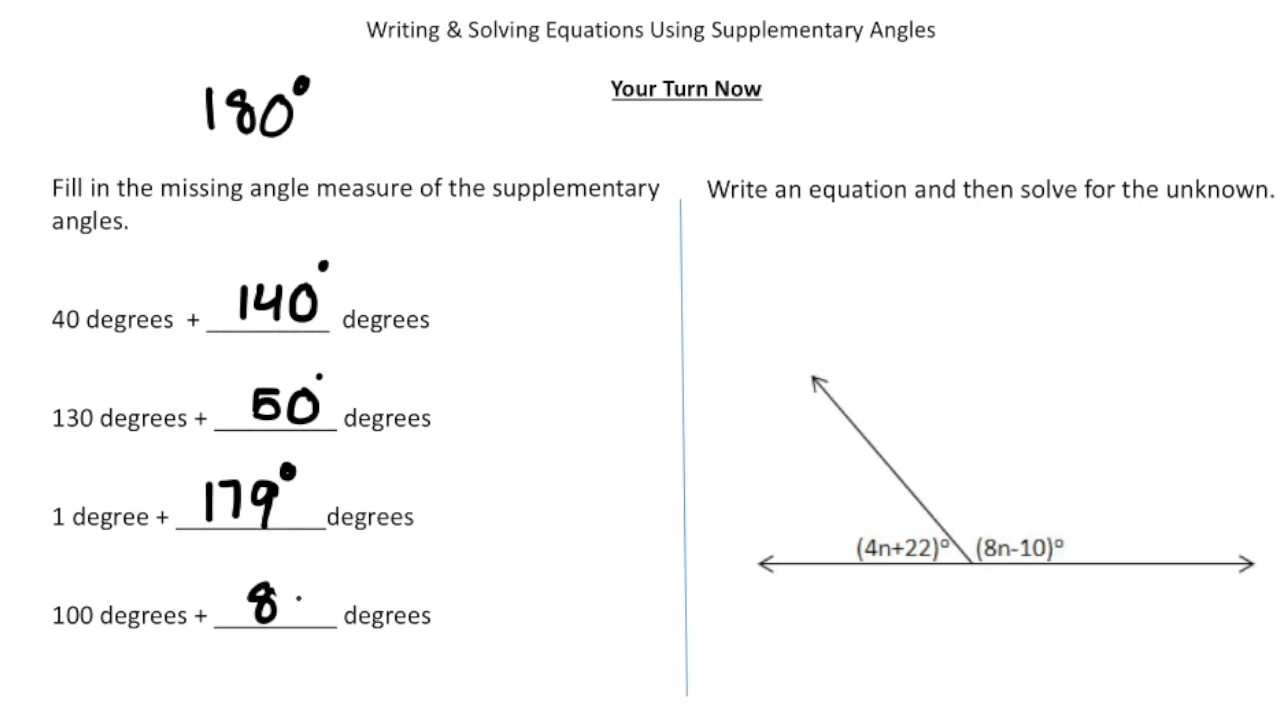 Writing & Solving Equations Using Supplementary Angles
Your Turn Now
180°
Fill in the missing angle measure of the supplementary
angles.
40 degrees + 140° degrees
130 degrees + 50° degrees
1 degree + 179° degrees
100 degrees + 8 degrees
Write an equation and then solve for the unknown.
(4n+22)° (8n-10)°